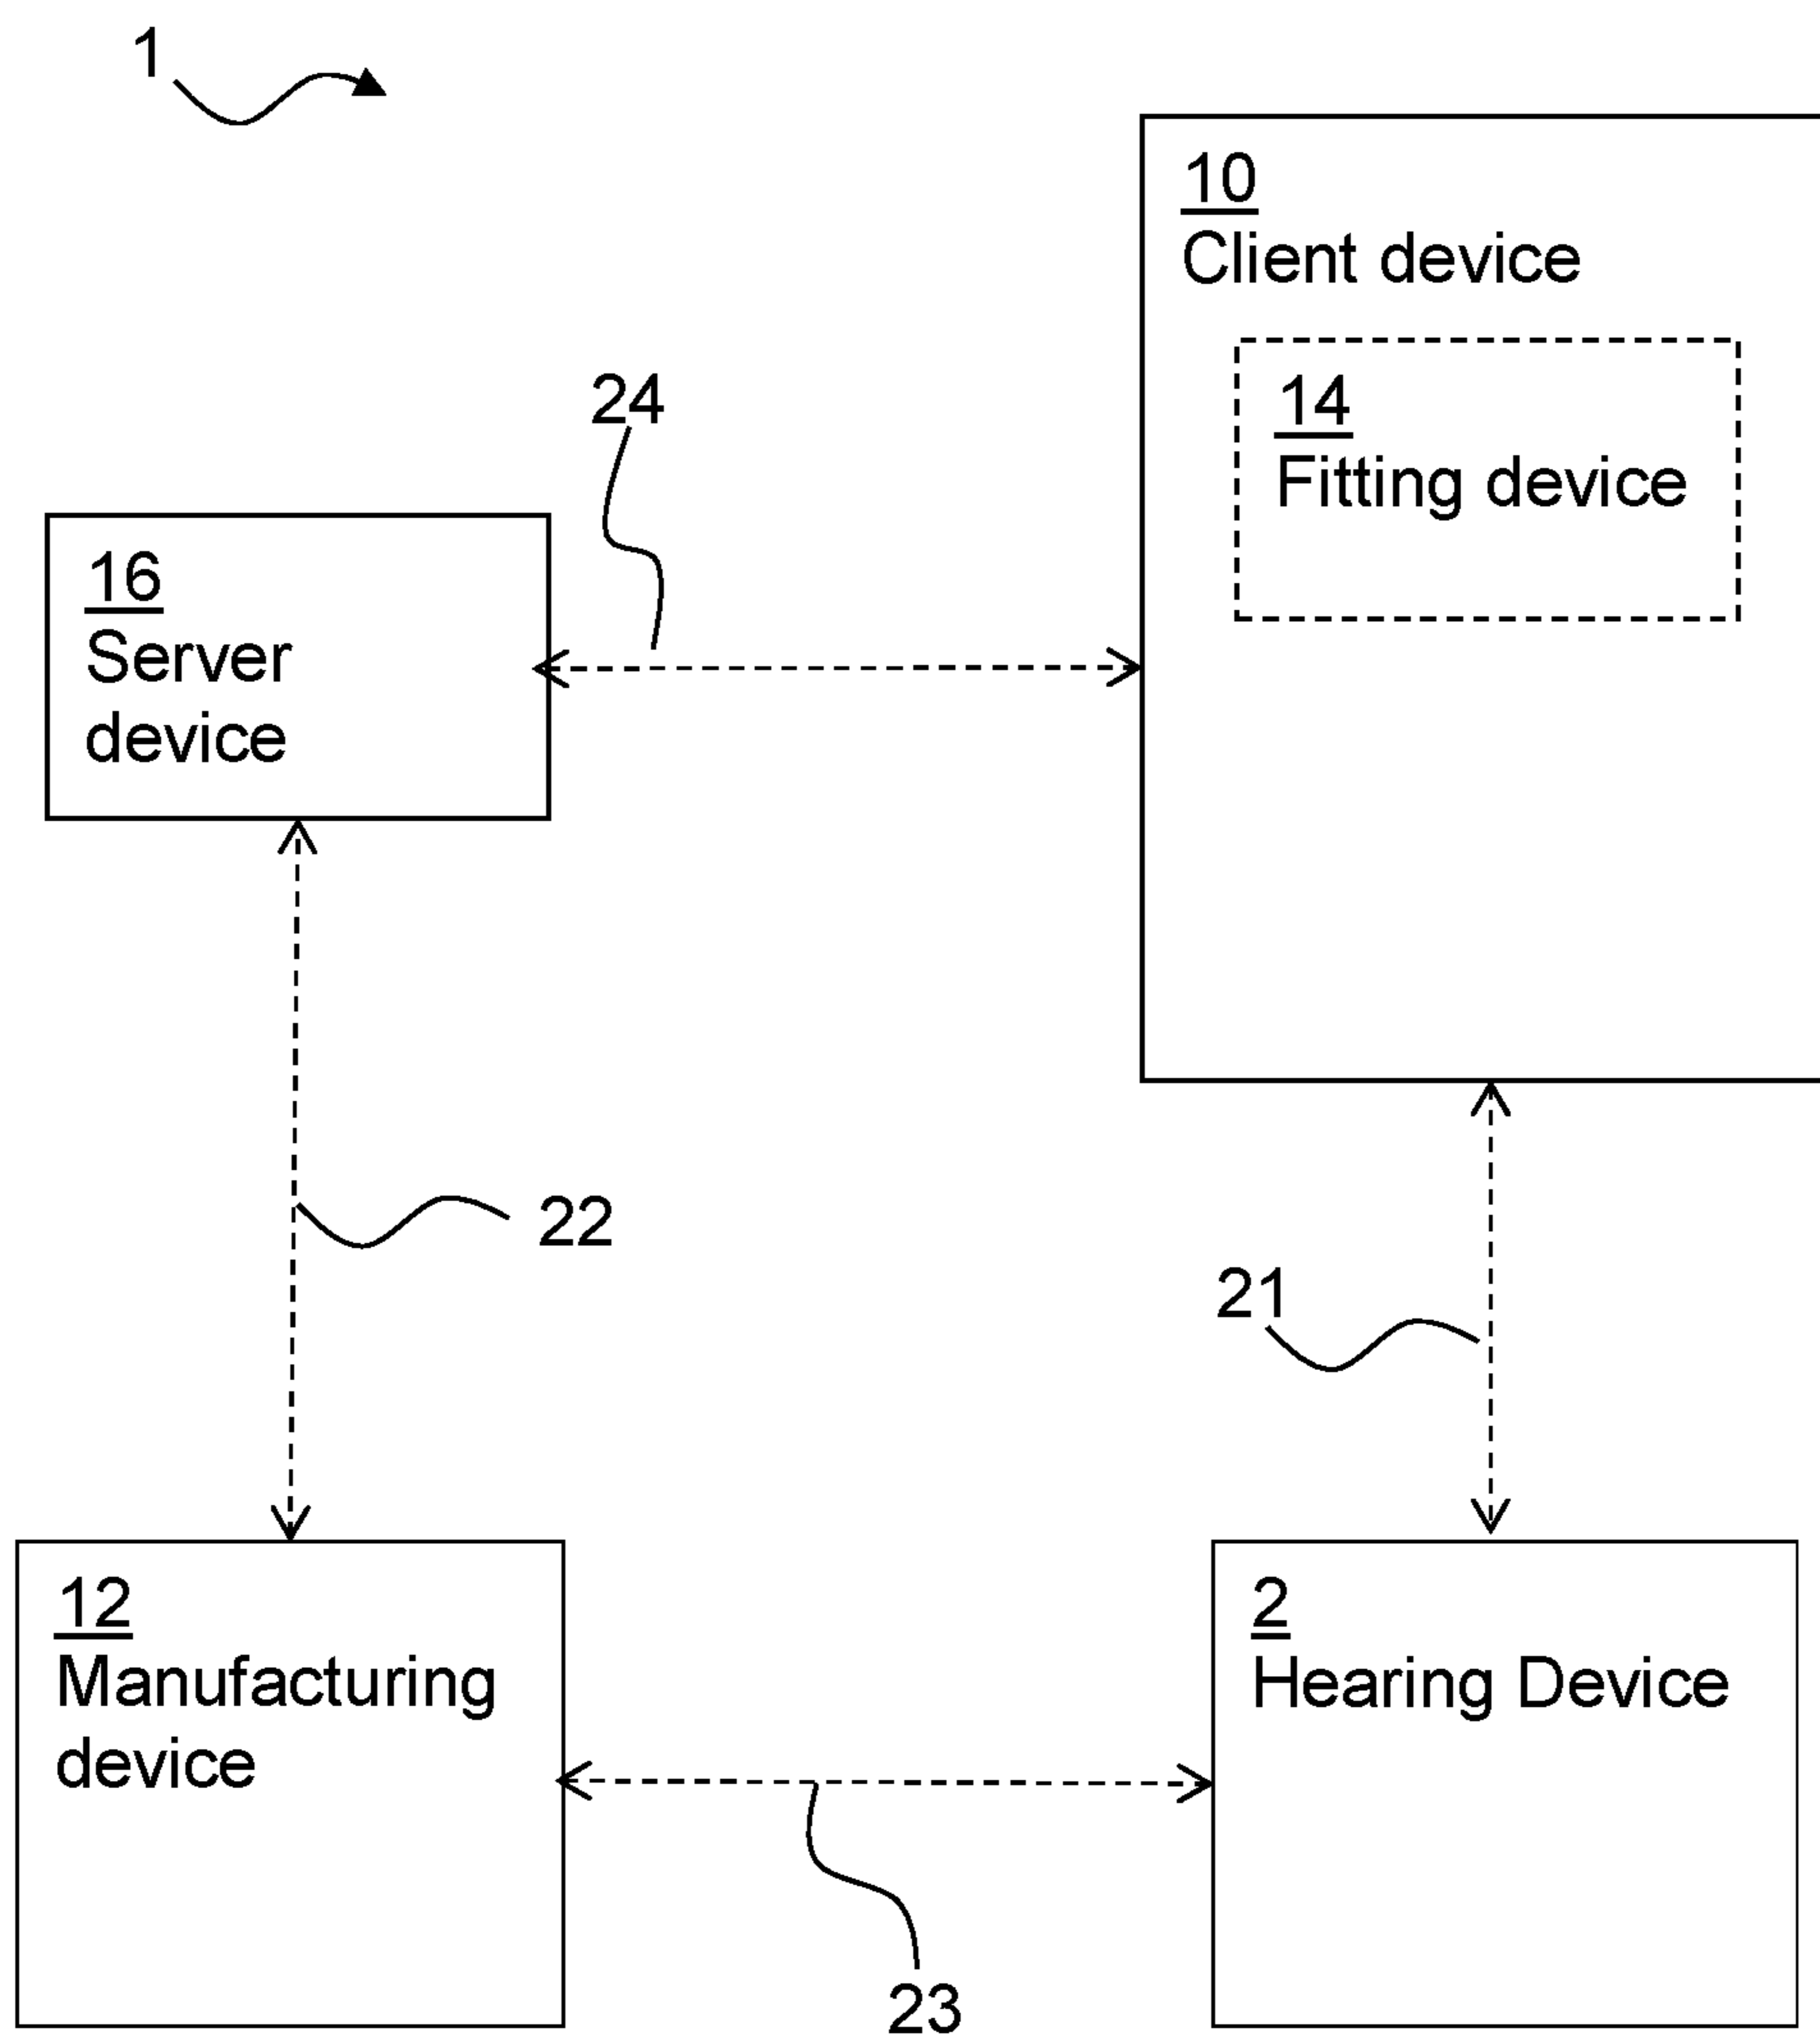 1
10
Client device
14
Fitting device
24
16
Server
device
22
21
12
Manufacturing
device
2
Hearing Device
23